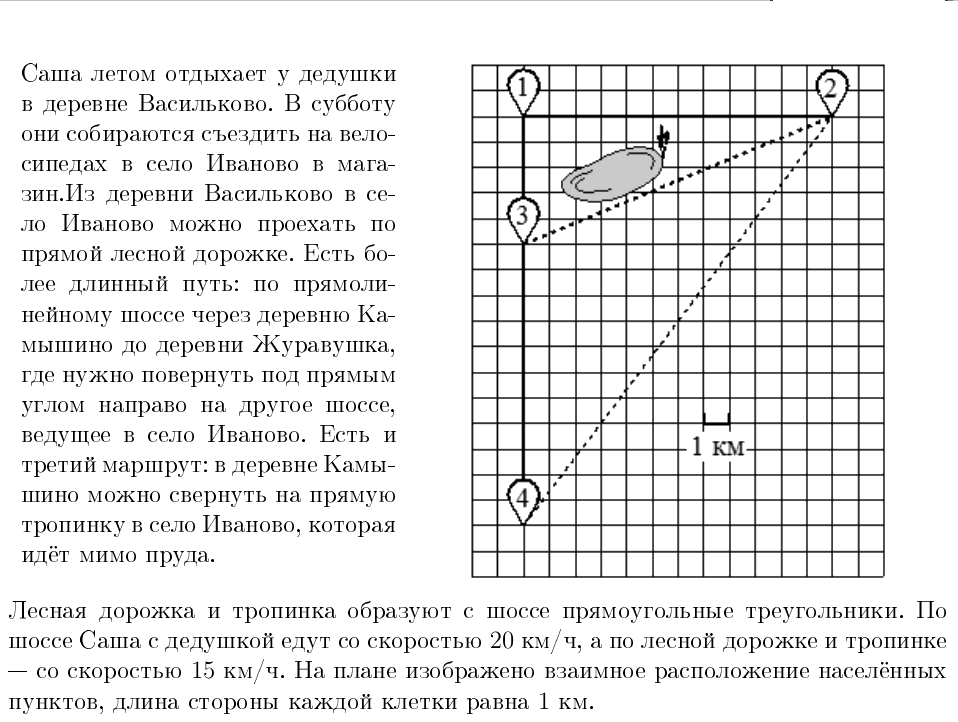 Саша летом отдыхает у дедушки
в деревне Васильково. В субботу
они собираются съездить на вело-
сипедах в село Иваново в мага-
зин.Из деревни Васильково в се-
ло Иваново можно проехать по
прямой лесной дорожке. Есть бо-
лее длинный путь: по прямоли-
нейному шоссе через деревню Ка-
мышино до деревни Журавушка,
где нужно повернуть под прямым
углом направо на другое шоссе,
ведущее в село Иваново. Есть и
третий маршрут: в деревне Камы-
шино можно свернуть на прямую
тропинку в село Иваново, которая
идёт мимо пруда.
1
2
3
1 км
4
Лесная дорожка и тропинка образуют с шоссе прямоугольные треугольники. По
шоссе Саша с дедушкой едут со скоростью 20 км/ч, а по лесной дорожке и тропинке
— со скоростью 15 км/ч. На плане изображено взаимное расположение населённых
пунктов, длина стороны каждой клетки равна 1 км.